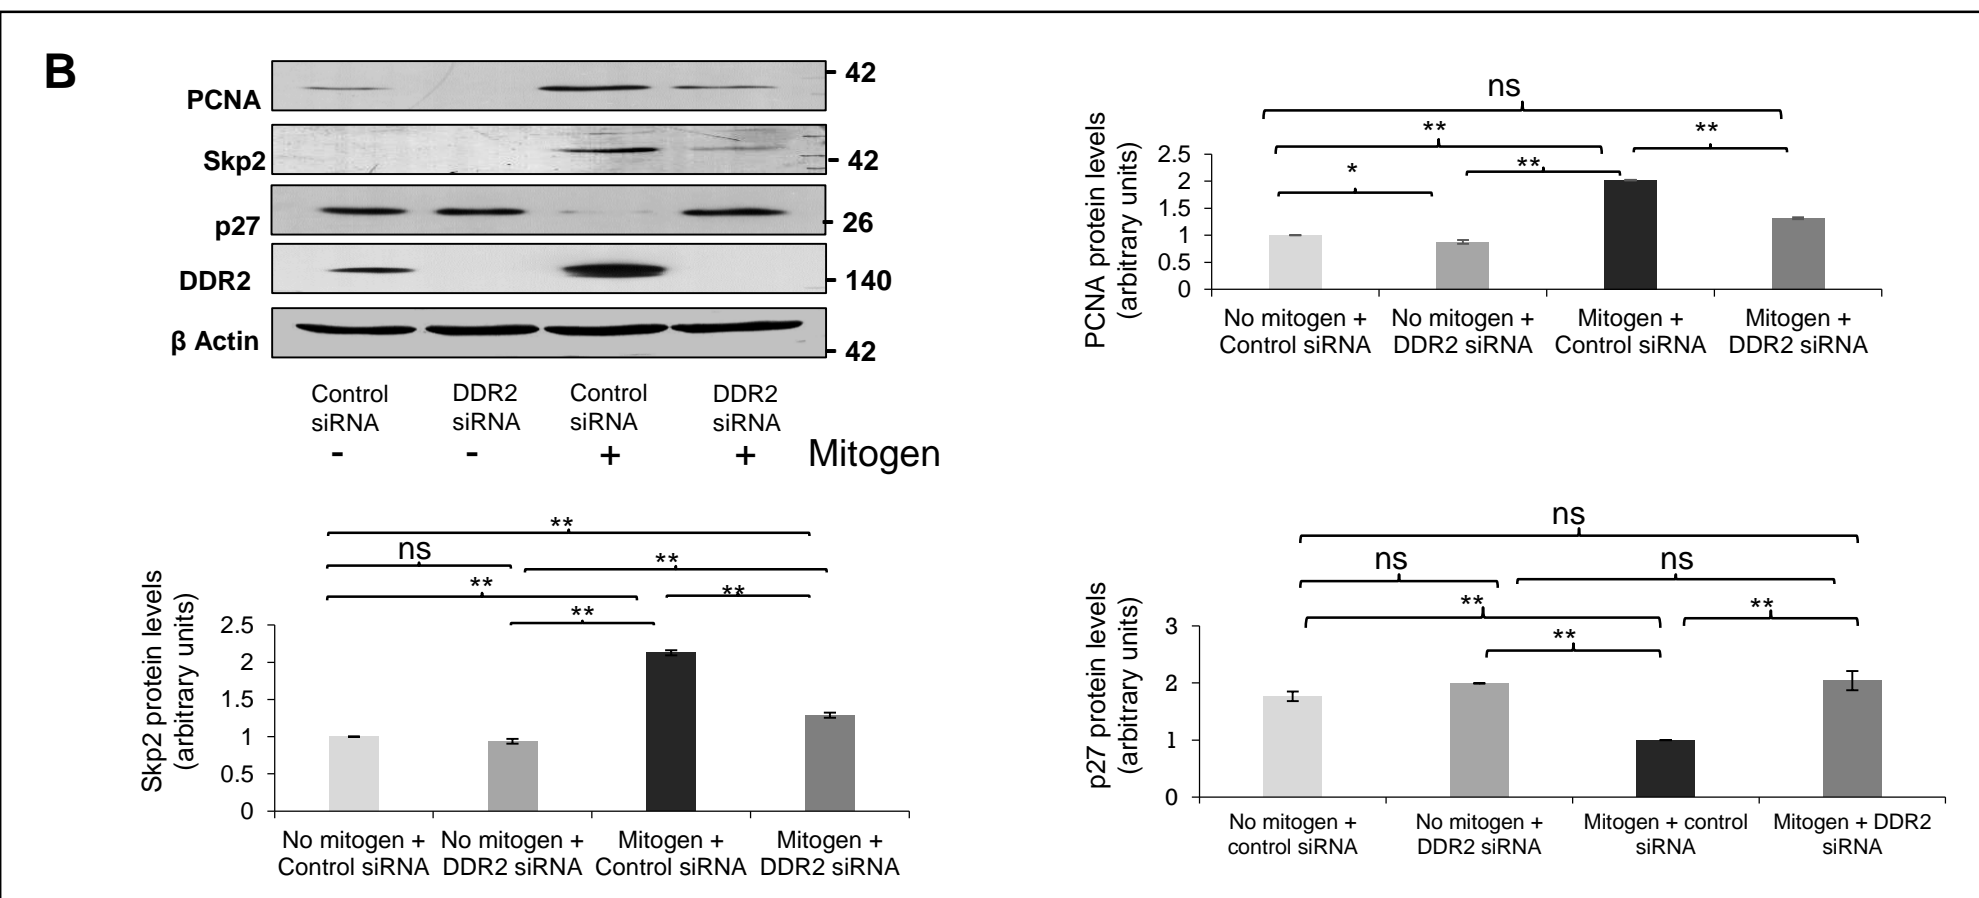 B
PCNA
42
Skp2
42
p27
26
DDR2
140
β Actin
42
Control siRNA
DDR2 siRNA
Control siRNA
DDR2 siRNA
- - + + Mitogen
PCNA protein levels
(arbitrary units)
ns
**
**
*
**
2.5
2
1.5
1
0.5
0
No mitogen +
Control siRNA
No mitogen +
DDR2 siRNA
Mitogen +
Control siRNA
Mitogen +
DDR2 siRNA
Skp2 protein levels
(arbitrary units)
**
ns
**
**
**
**
2.5
2
1.5
1
0.5
0
No mitogen +
Control siRNA
No mitogen +
DDR2 siRNA
Mitogen +
Control siRNA
Mitogen +
DDR2 siRNA
p27 protein levels
(arbitrary units)
ns
ns
ns
**
**
**
3
2
1
0
No mitogen +
control siRNA
No mitogen +
DDR2 siRNA
Mitogen + control
siRNA
Mitogen + DDR2
siRNA